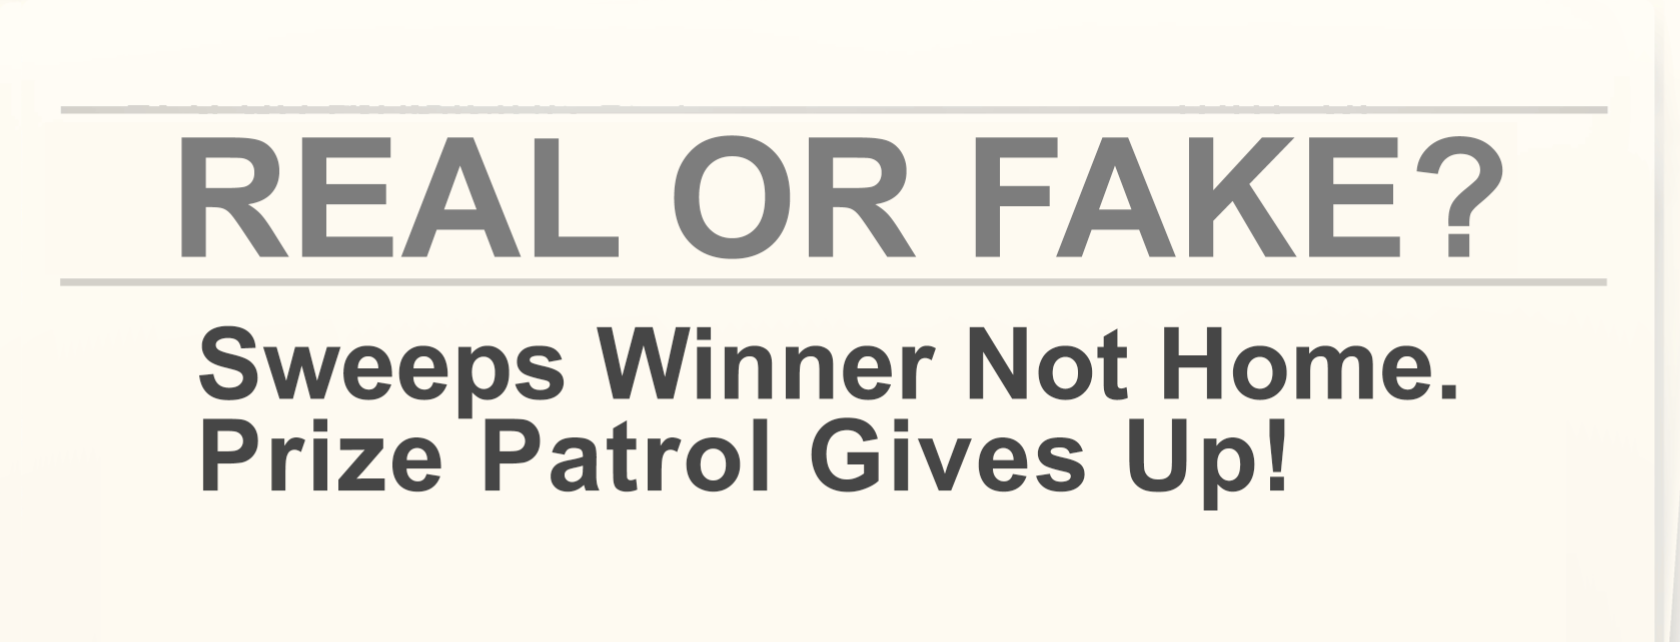 REAL OR FAKE?
Sweeps Winner Not Home.
Prize Patrol Gives Up!